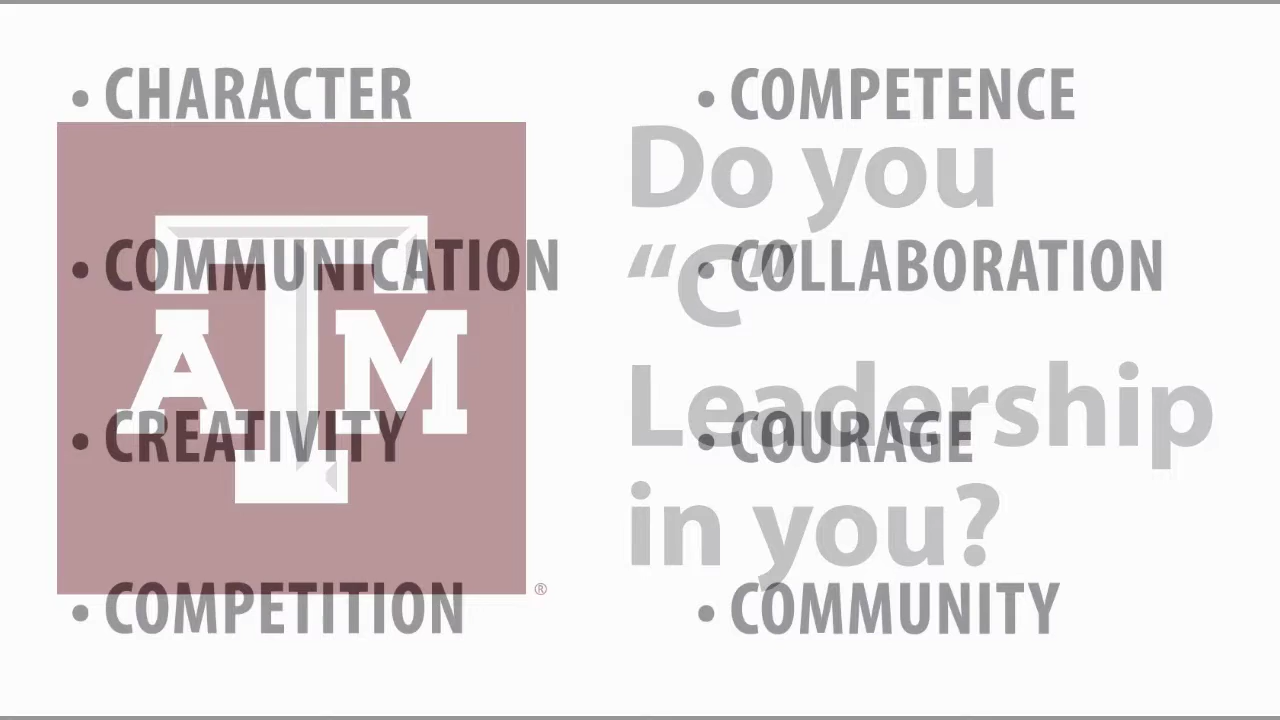 • CHARACTER
• COMMUNICATION
• CREATIVITY
• COMPETITION
• COMPETENCE
• COLLABORATION
• COURAGE
• COMMUNITY
ATM
®
Do you
“C”
Leadership
in you?